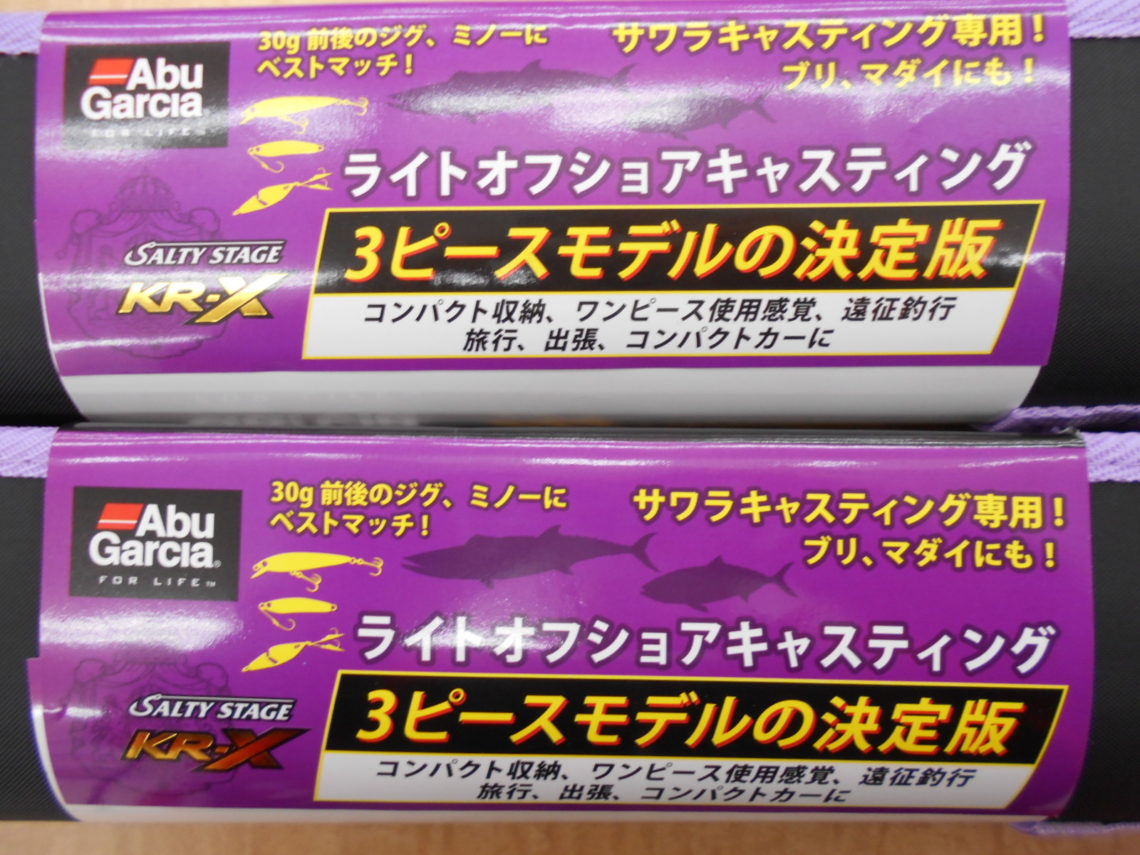 30g 前後のジグ、ミノーに
ベストマッチ!
サワラキャスティング専用!
ブリ、マダイにも!
Abu
Garcia
FOR LIFE
ライトオフショアキャスティング
SALTY STAGE
KR-X
3ピースモデルの決定版
コンパクト収納、ワンピース使用感覚、遠征釣行
旅行、出張、コンパクトカーに
30g 前後のジグ、ミノーに
ベストマッチ!
サワラキャスティング専用!
ブリ、マダイにも!
Abu
Garcia®
FOR LIFE™
ライトオフショアキャスティング
SALTY STAGE
KR-X
3ピースモデルの決定版
コンパクト収納、ワンピース使用感覚、遠征釣行
旅行、出張、コンパクトカーに